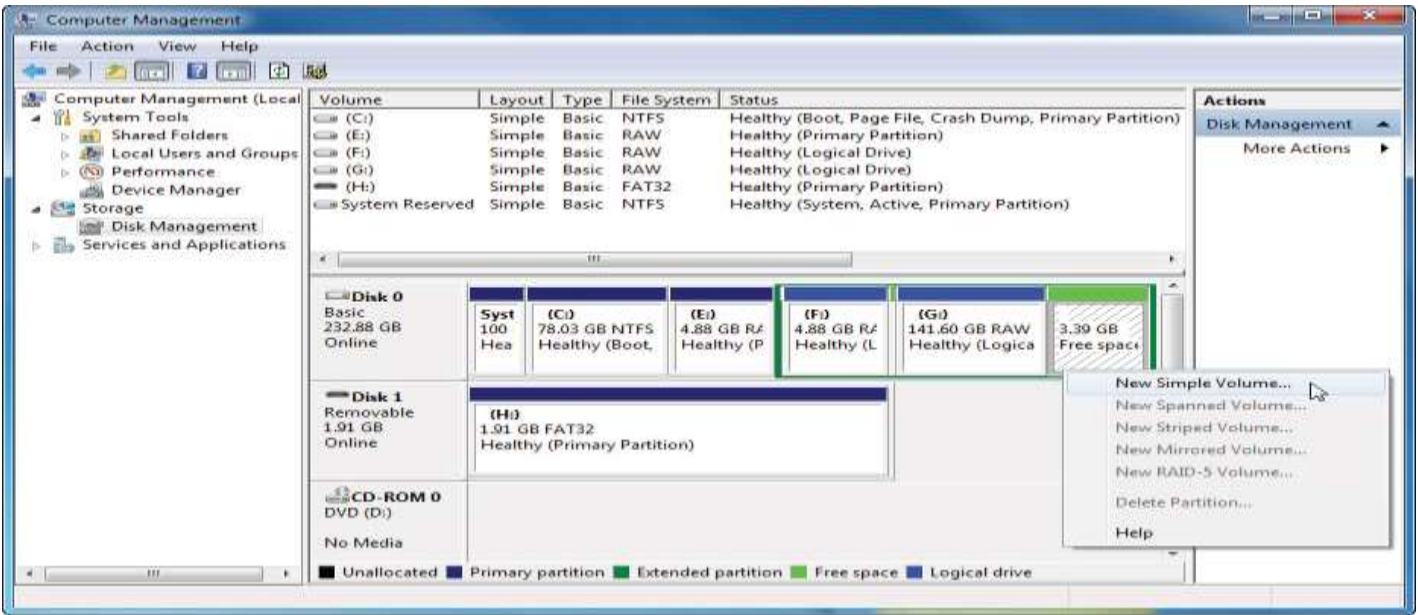 Computer Management
File Action View Help
Computer Management (Local
System Tools
Shared Folders
Local Users and Groups
Performance
Device Manager
Storage
Disk Management
Services and Applications
Volume Layout Type File System Status
(C:) Simple Basic NTFS Healthy (Boot, Page File, Crash Dump, Primary Partition)
(E:) Simple Basic RAW Healthy (Primary Partition)
(F:) Simple Basic RAW Healthy (Logical Drive)
(G:) Simple Basic RAW Healthy (Logical Drive)
(H:) Simple Basic FAT32 Healthy (Primary Partition)
System Reserved Simple Basic NTFS Healthy (System, Active, Primary Partition)
Disk 0
Basic
232.88 GB
Online
Syst
100
Hea
(C:)
78.03 GB NTFS
Healthy (Boot,
(E:)
4.88 GB RA
Healthy (P
(F:)
4.88 GB RA
Healthy (L
(G:)
141.60 GB RAW
Healthy (Logica
3.39 GB
Free space
Disk 1
Removable
1.91 GB
Online
(H:)
1.91 GB FAT32
Healthy (Primary Partition)
CD-ROM 0
DVD (D:)
No Media
Unallocated Primary partition Extended partition Free space Logical drive
Actions
Disk Management
More Actions
New Simple Volume...
New Spanned Volume...
New Striped Volume...
New Mirrored Volume...
New RAID-5 Volume...
Delete Partition...
Help